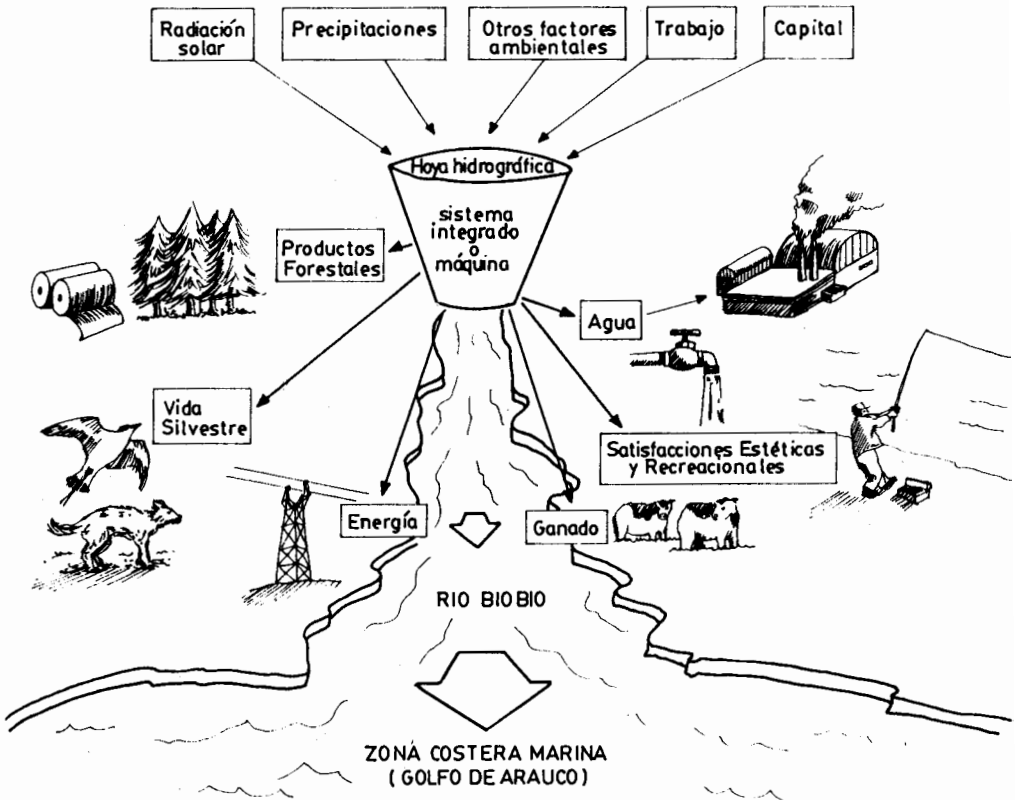 Radiación
solar
Precipitaciones
Otros factores
ambientales
Trabajo
Capital
Hoya hidrográfica
sistema
integrado
o
máquina
Productos
Forestales
Agua
Vida
Silvestre
Satisfacciones Estéticas
y Recreacionales
Energía
Ganado
RIO BIOBIO
ZONA COSTERA MARINA
(GOLFO DE ARAUCO)